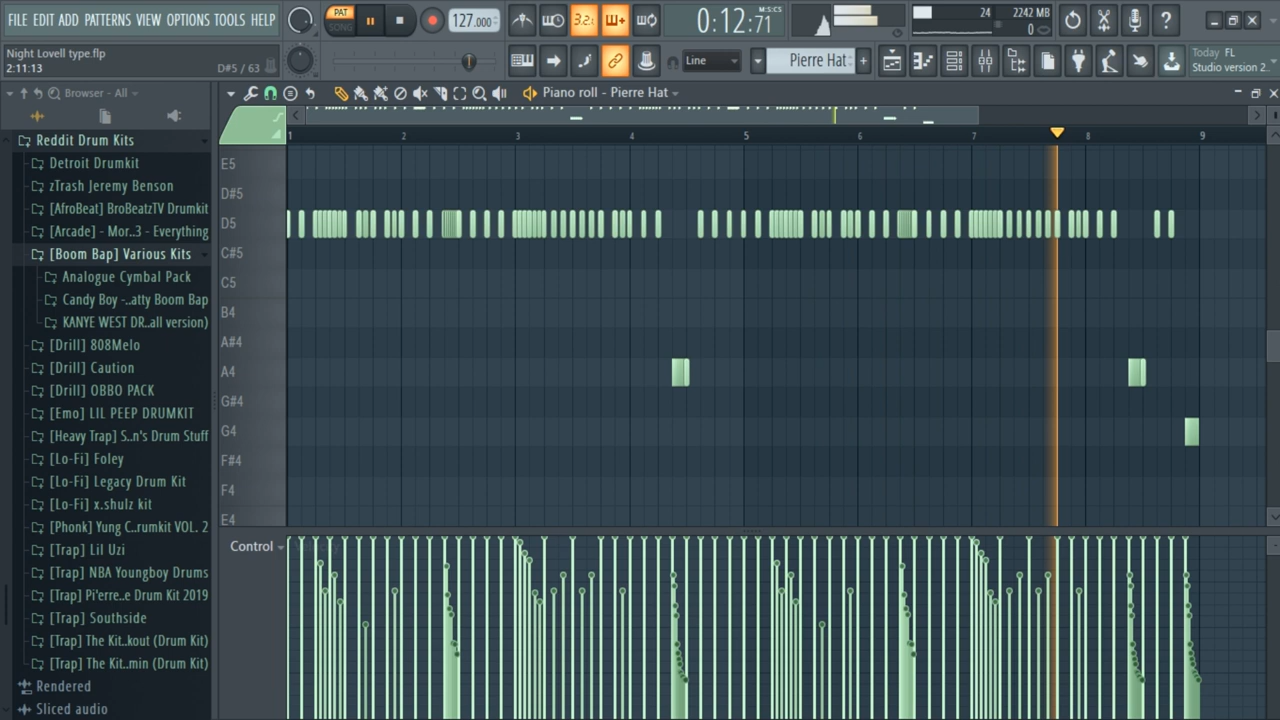 FILE EDIT ADD PATTERNS VIEW OPTIONS TOOLS HELP
PAT
SONG
127.000
3.2.
0:12:71
M:S:CS
24
2242 MB
0
Night Lovell type.flp
2:11:13
D#5 / 63
Line
Pierre Hat
Today FL
Studio version 2..
Browser - All
Piano roll - Pierre Hat
Reddit Drum Kits
Detroit Drumkit
zTrash Jeremy Benson
[AfroBeat] BroBeatzTV Drumkit
[Arcade] - Mor..3 - Everything
[Boom Bap] Various Kits
Analogue Cymbal Pack
Candy Boy -..atty Boom Bap
KANYE WEST DR..all version)
[Drill] 808Melo
[Drill] Caution
[Drill] OBBO PACK
[Emo] LIL PEEP DRUMKIT
[Heavy Trap] S..n's Drum Stuff
[Lo-Fi] Foley
[Lo-Fi] Legacy Drum Kit
[Lo-Fi] x.shulz kit
[Phonk] Yung C..rumkit VOL. 2
[Trap] Lil Uzi
[Trap] NBA Youngboy Drums
[Trap] Pi'erre..e Drum Kit 2019
[Trap] Southside
[Trap] The Kit..kout (Drum Kit)
[Trap] The Kit..min (Drum Kit)
Rendered
Sliced audio
1 2 3 4 5 6 7 8 9
E5
D#5
D5
C#5
C5
B4
A#4
A4
G#4
G4
F#4
F4
E4
Control